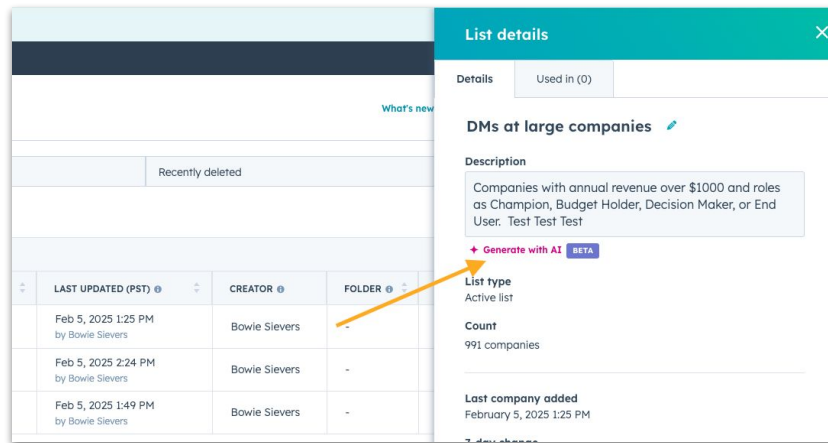 What's new
Recently deleted
LAST UPDATED (PST) CREATOR FOLDER
Feb 5, 2025 1:25 PM
by Bowie Sievers
Bowie Sievers
-
Feb 5, 2025 2:24 PM
by Bowie Sievers
Bowie Sievers
-
Feb 5, 2025 1:49 PM
by Bowie Sievers
Bowie Sievers
-
List details
Details Used in (0)
DMs at large companies
Description
Companies with annual revenue over $1000 and roles
as Champion, Budget Holder, Decision Maker, or End
User. Test Test Test
Generate with AI BETA
List type
Active list
Count
991 companies
Last company added
February 5, 2025 1:25 PM
7-day change